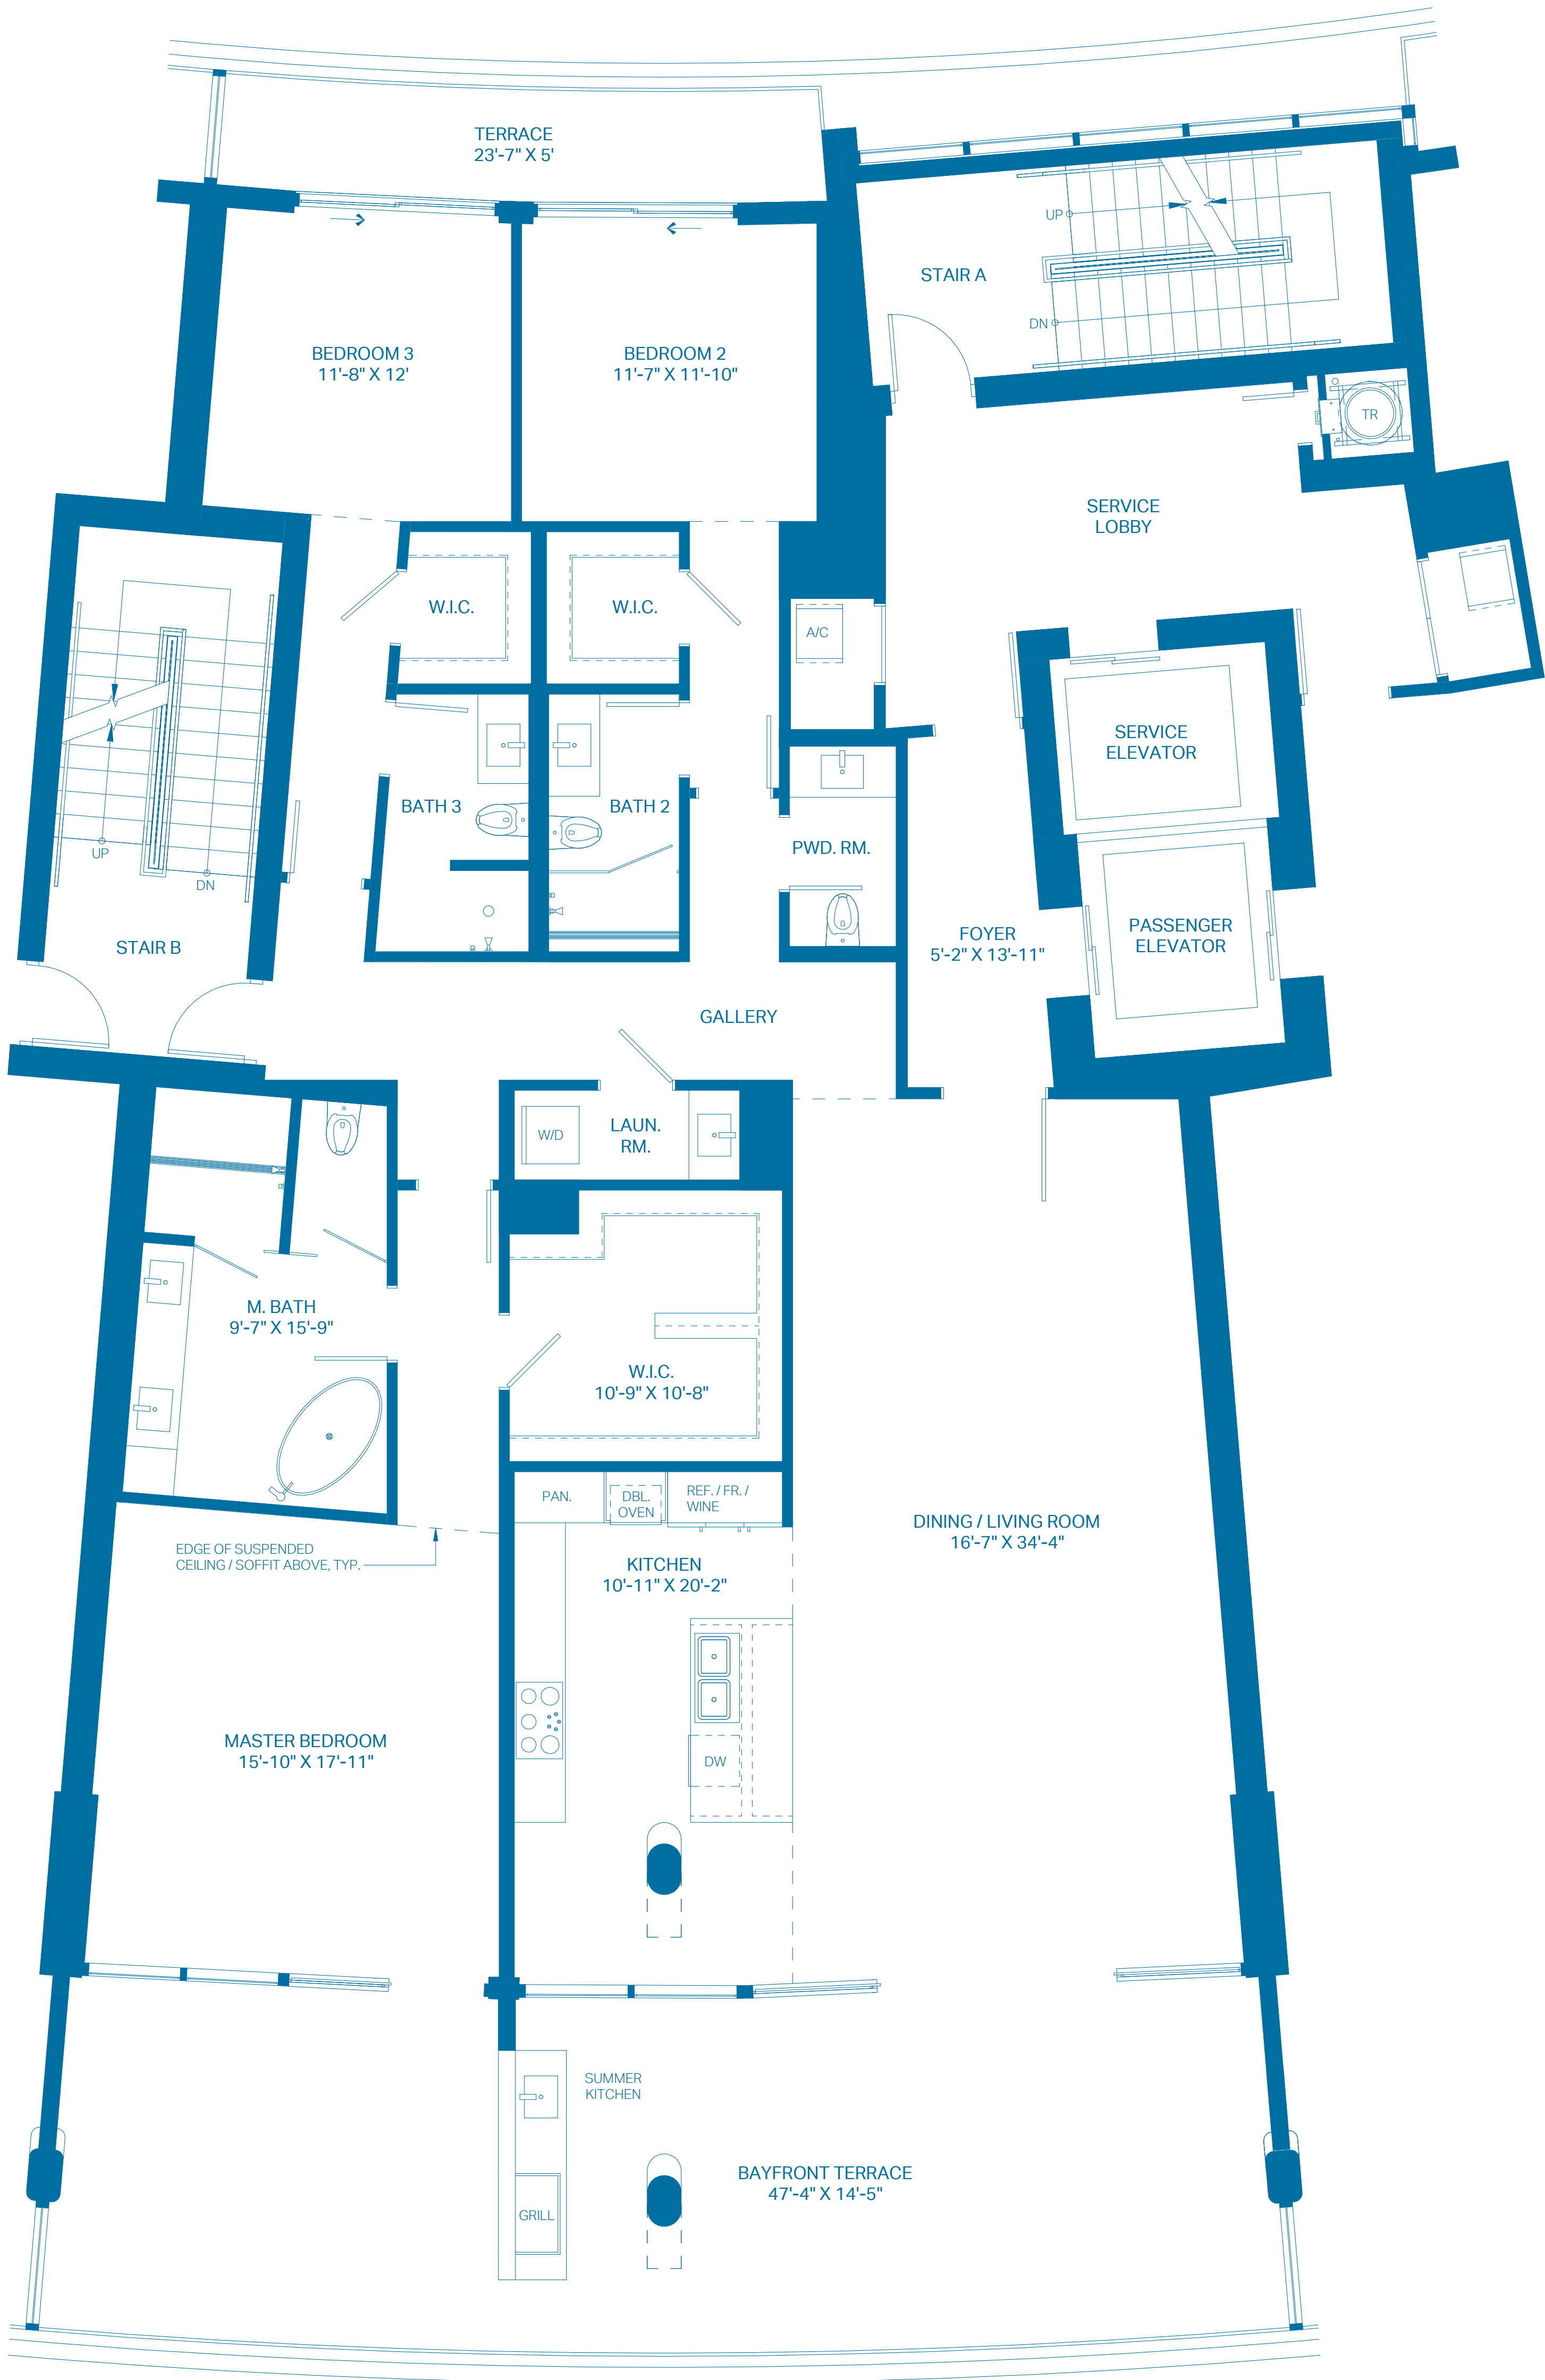 TERRACE
23'-7" X 5'
UP
STAIR A
DN
BEDROOM 3
11'-8" X 12'
BEDROOM 2
11'-7" X 11'-10"
TR
SERVICE
LOBBY
W.I.C.
W.I.C.
A/C
SERVICE
ELEVATOR
BATH 3
BATH 2
PWD. RM.
UP
DN
STAIR B
FOYER
5'-2" X 13'-11"
PASSENGER
ELEVATOR
GALLERY
W/D
LAUN.
RM.
M. BATH
9'-7" X 15'-9"
W.I.C.
10'-9" X 10'-8"
PAN.
DBL.
OVEN
REF. / FR. /
WINE
DINING / LIVING ROOM
16'-7" X 34'-4"
EDGE OF SUSPENDED
CEILING / SOFFIT ABOVE, TYP.
KITCHEN
10'-11" X 20'-2"
MASTER BEDROOM
15'-10" X 17'-11"
DW
SUMMER
KITCHEN
BAYFRONT TERRACE
47'-4" X 14'-5"
GRILL